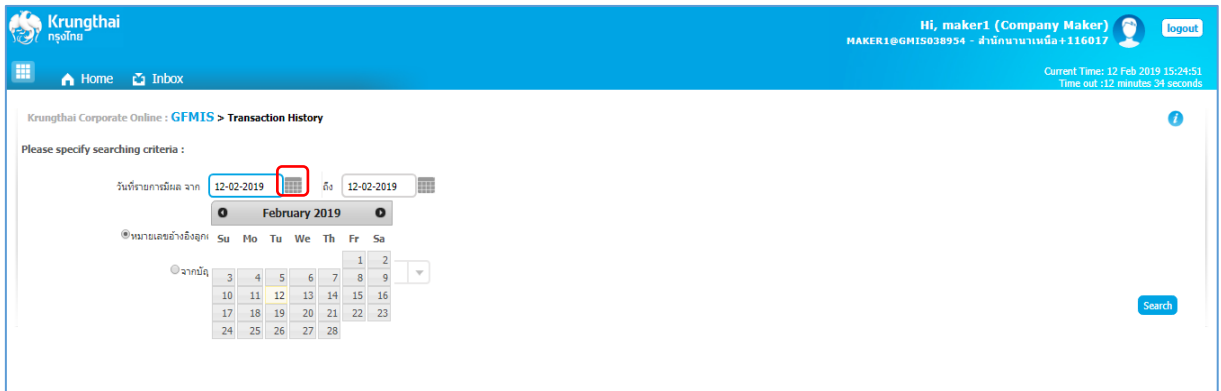 Krungthai
กรุงไทย
Hi, maker1 (Company Maker)
MAKER1@GMIS038954 - สำนักนานาเหนือ+116017
logout
Home Inbox
Current Time: 12 Feb 2019 15:24:51
Time out :12 minutes 34 seconds
Krungthai Corporate Online : GFMIS > Transaction History
Please specify searching criteria :
วันที่รายการมีผล จาก 12-02-2019 ถึง 12-02-2019
February 2019
หมายเลขอ้างอิงลูกค
Su Mo Tu We Th Fr Sa
1 2
จากบัญ
3 4 5 6 7 8 9
10 11 12 13 14 15 16
Search
17 18 19 20 21 22 23
24 25 26 27 28